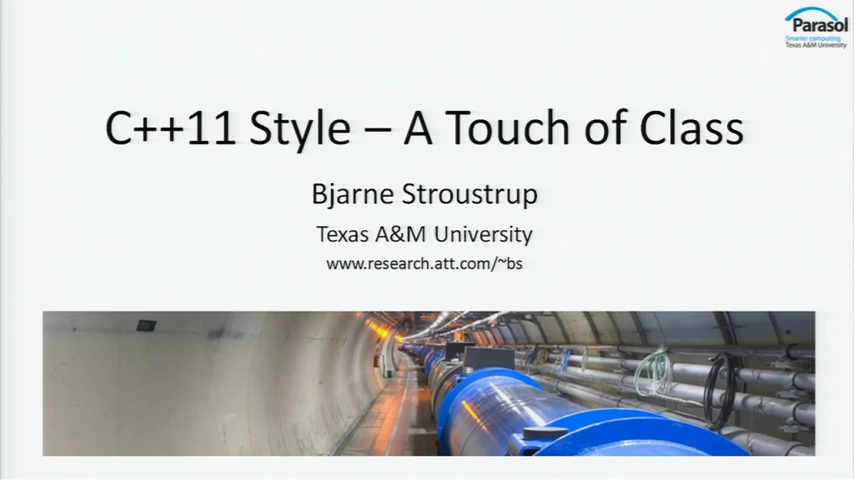 Parasol
Smarter computing.
Texas A&M University
C++11 Style – A Touch of Class
Bjarne Stroustrup
Texas A&M University
www.research.att.com/~bs